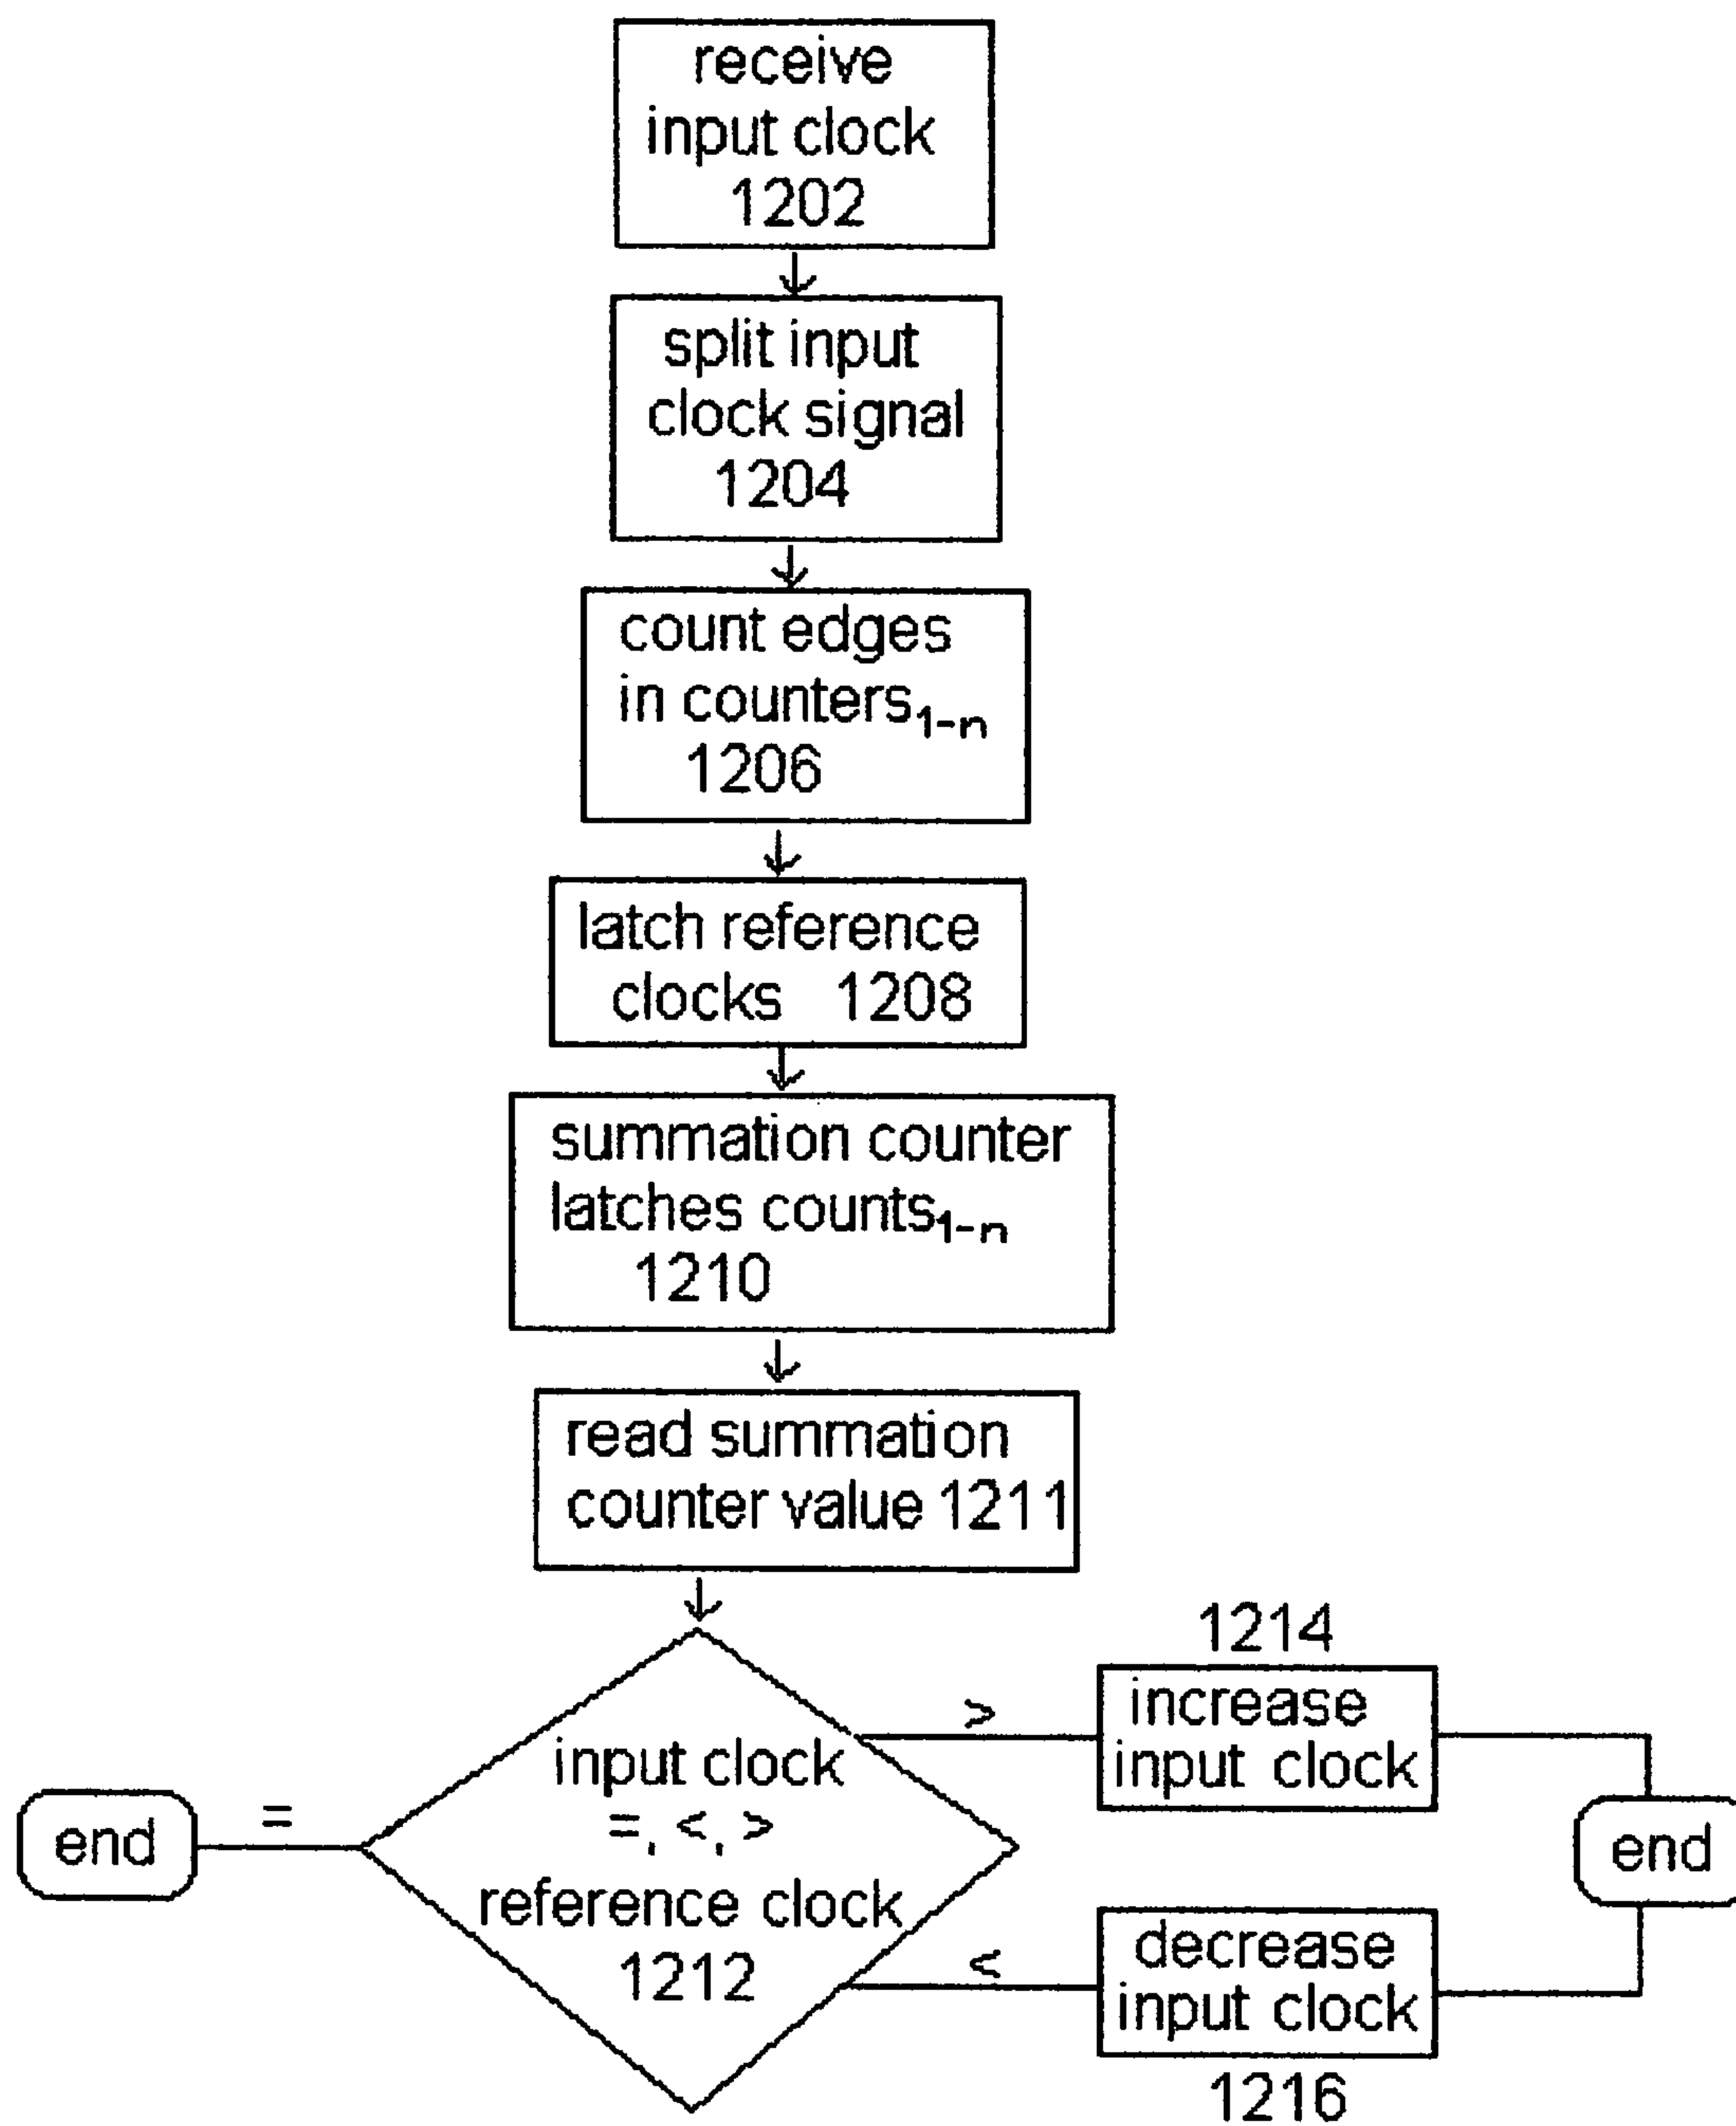 receive
input clock
1202
split input
clock signal
1204
count edges
in counters1-n
1206
latch reference
clocks 1208
summation counter
latches counts1-n
1210
read summation
counter value 1211
input clock
=, <, >
reference clock
1212
=
end
>
1214
increase
input clock
<
decrease
input clock
1216
end